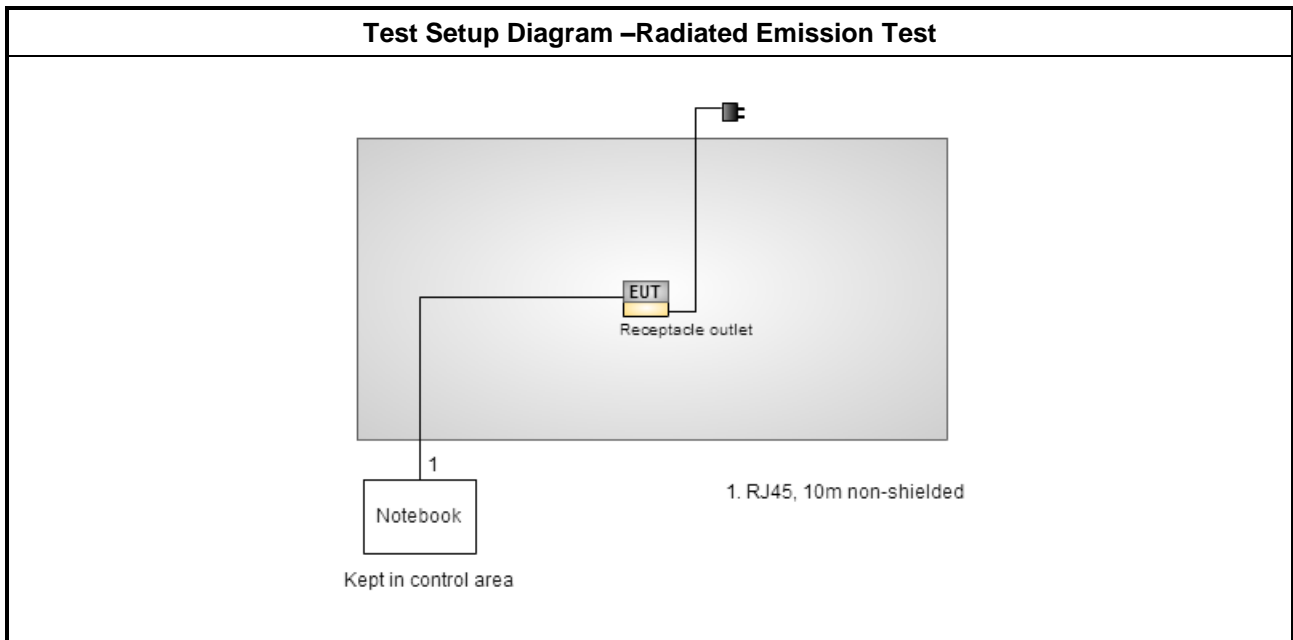 Test Setup Diagram –Radiated Emission Test
EUT
Receptacle outlet
1
1. RJ45, 10m non-shielded
Notebook
Kept in control area